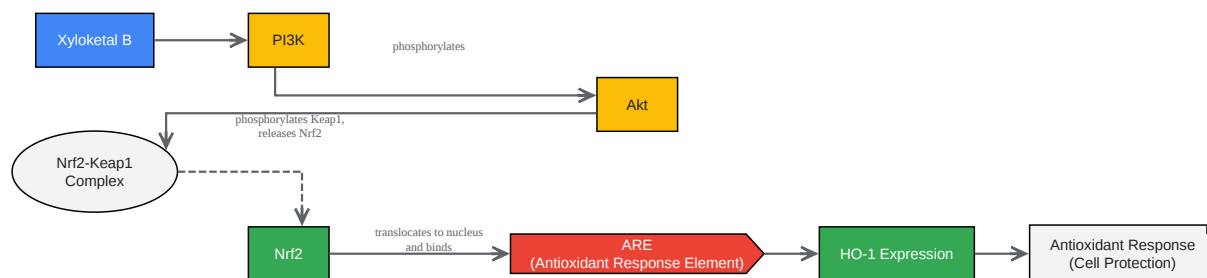 Xyloketal B
PI3K
phosphorylates
Akt
phosphorylates Keap1,
releases Nrf2
Nrf2-Keap1
Complex
Nrf2
translocates to nucleus
and binds
ARE
(Antioxidant Response Element)
HO-1 Expression
Antioxidant Response
(Cell Protection)